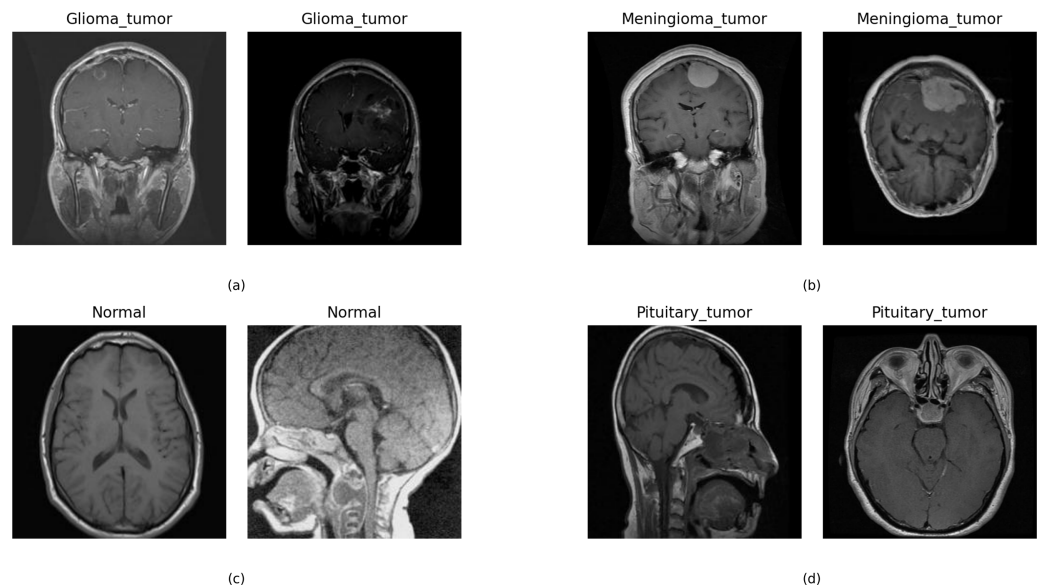 Glioma_tumor
Glioma_tumor
Meningioma_tumor
Meningioma_tumor
(a)
(b)
Normal
Normal
Pituitary_tumor
Pituitary_tumor
(c)
(d)